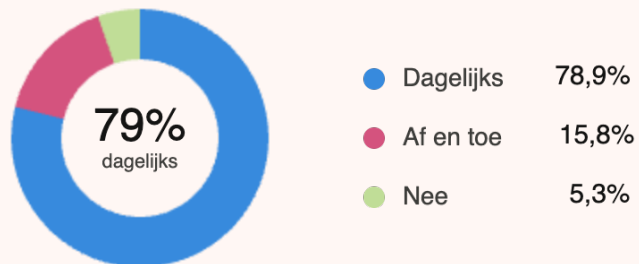 79%
dagelijks
Dagelijks 78,9%
Af en toe 15,8%
Nee 5,3%